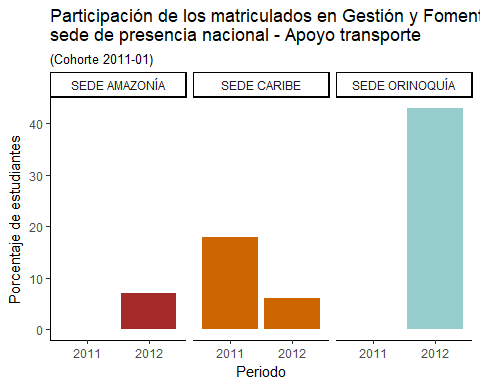 Participación de los matriculados en Gestión y Foment
sede de presencia nacional - Apoyo transporte
(Cohorte 2011-01)
SEDE AMAZONÍA SEDE CARIBE SEDE ORINOQUÍA
Porcentaje de estudiantes
40
30
20
10
0
2011 2012 2011 2012 2011 2012
Periodo